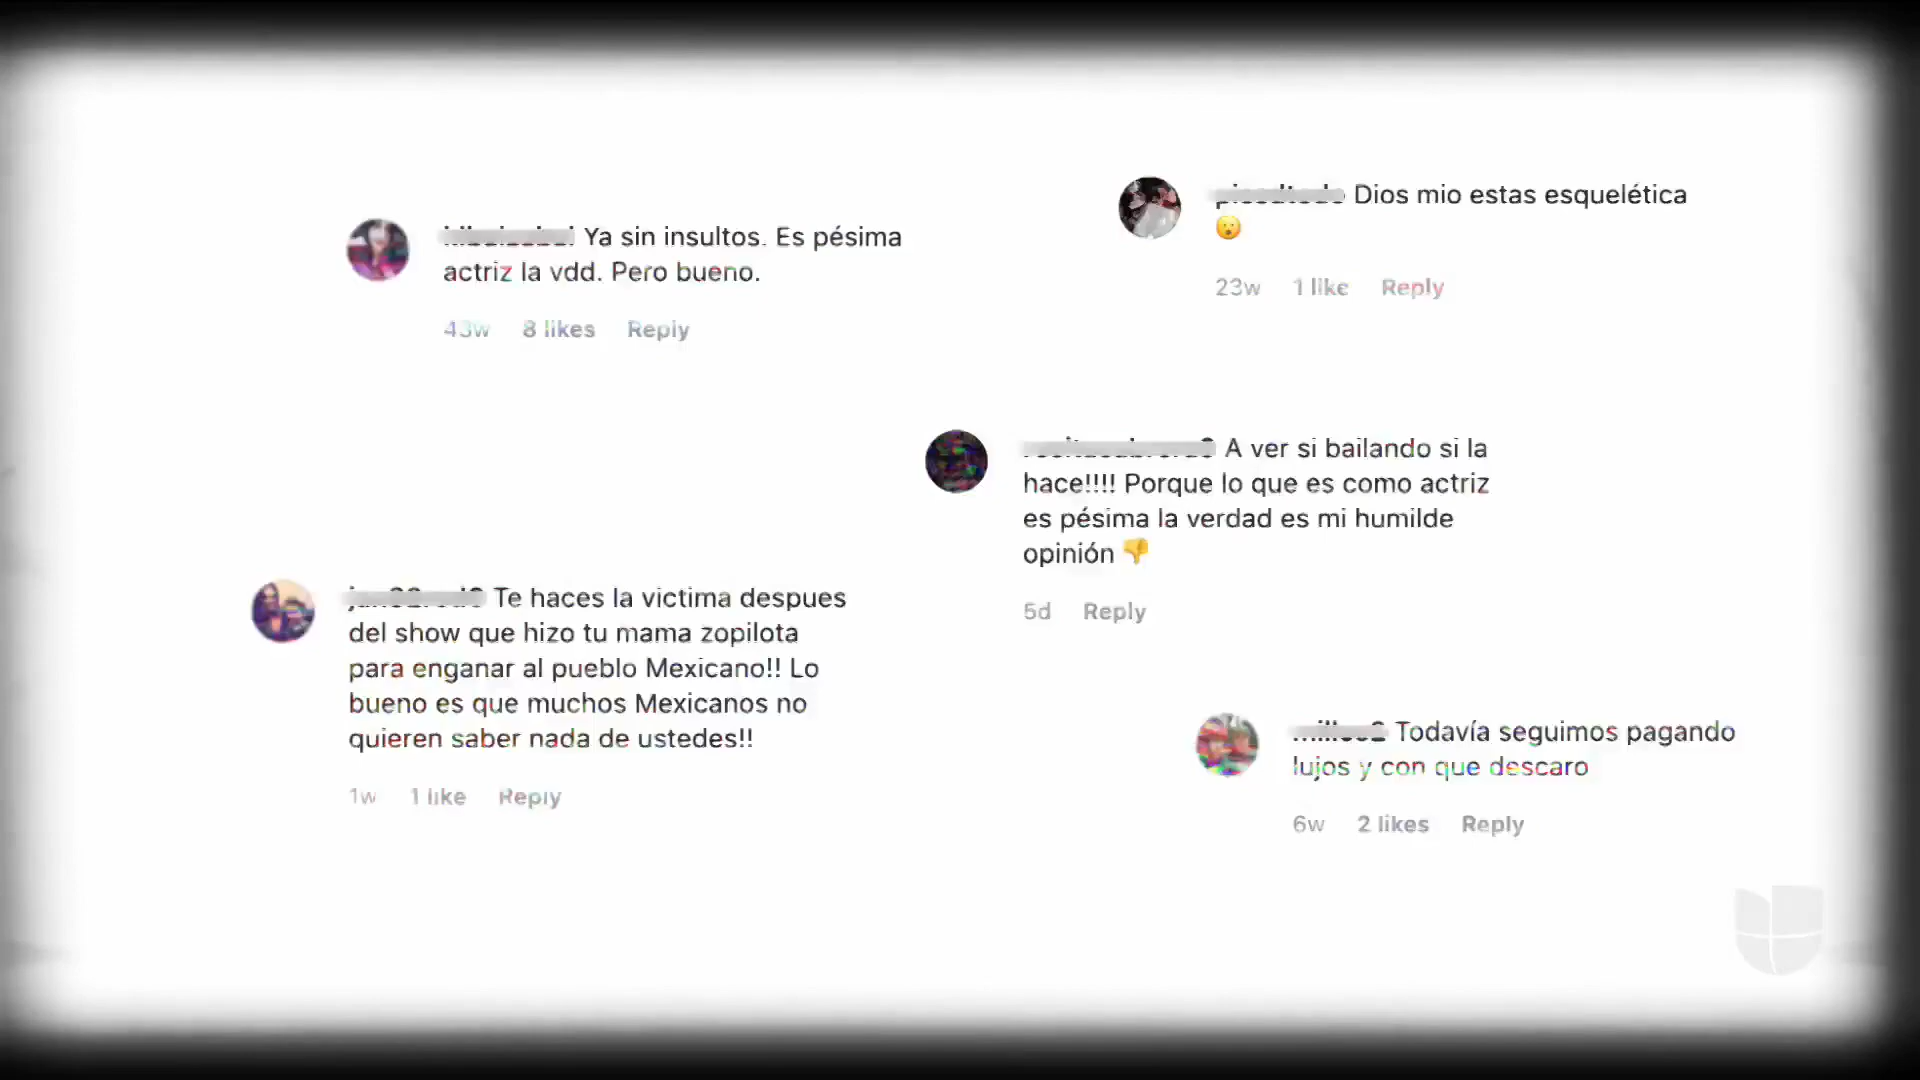 Ya sin insultos. Es pésima
actriz la vdd. Pero bueno.
43w 8 likes Reply
Dios mio estas esquelética
😮
23w 1 like Reply
A ver si bailando si la
hace!!!! Porque lo que es como actriz
es pésima la verdad es mi humilde
opinión 👎
5d Reply
Te haces la victima despues
del show que hizo tu mama zopilota
para enganar al pueblo Mexicano!! Lo
bueno es que muchos Mexicanos no
quieren saber nada de ustedes!!
1w 1 like Reply
Todavía seguimos pagando
lujos y con que descaro
6w 2 likes Reply